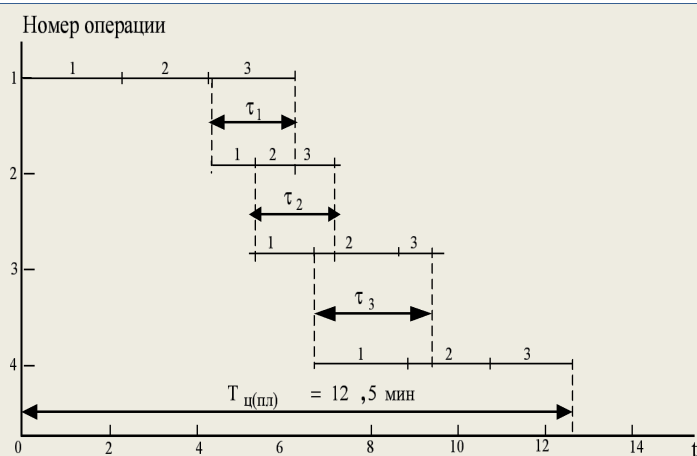 Номер операции
1 2 3
1
τ1
1 2 3
2
τ2
1 2 3
3
τ3
1 2 3
4
Тц(пл) = 12 ,5 мин
0 2 4 6 8 10 12 14 t